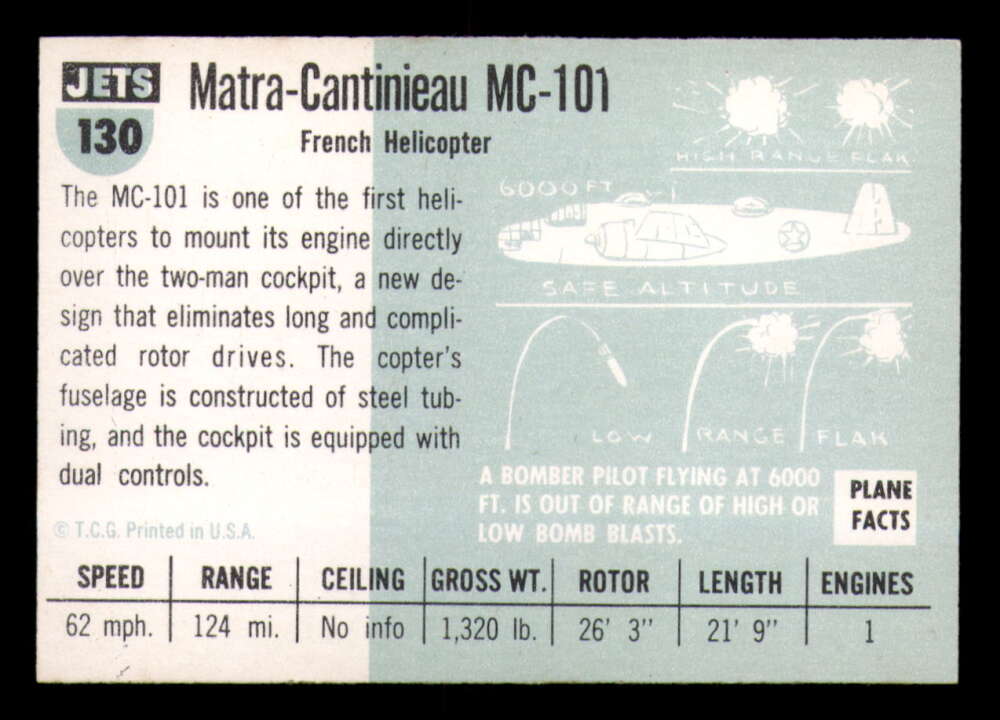 JETS
130
Matra-Cantinieau MC-101
French Helicopter
The MC-101 is one of the first heli-
copters to mount its engine directly
over the two-man cockpit, a new de-
sign that eliminates long and compli-
cated rotor drives. The copter's
fuselage is constructed of steel tub-
ing, and the cockpit is equipped with
dual controls.
© T.C.G. Printed in U.S.A.
HIGH RANGE FLAK
6000 FT
SAFE ALTITUDE
LOW RANGE FLAK
A BOMBER PILOT FLYING AT 6000
FT. IS OUT OF RANGE OF HIGH OR
LOW BOMB BLASTS.
PLANE
FACTS
SPEED RANGE CEILING GROSS WT. ROTOR LENGTH ENGINES
62 mph. 124 mi. No info 1,320 lb. 26' 3" 21' 9" 1